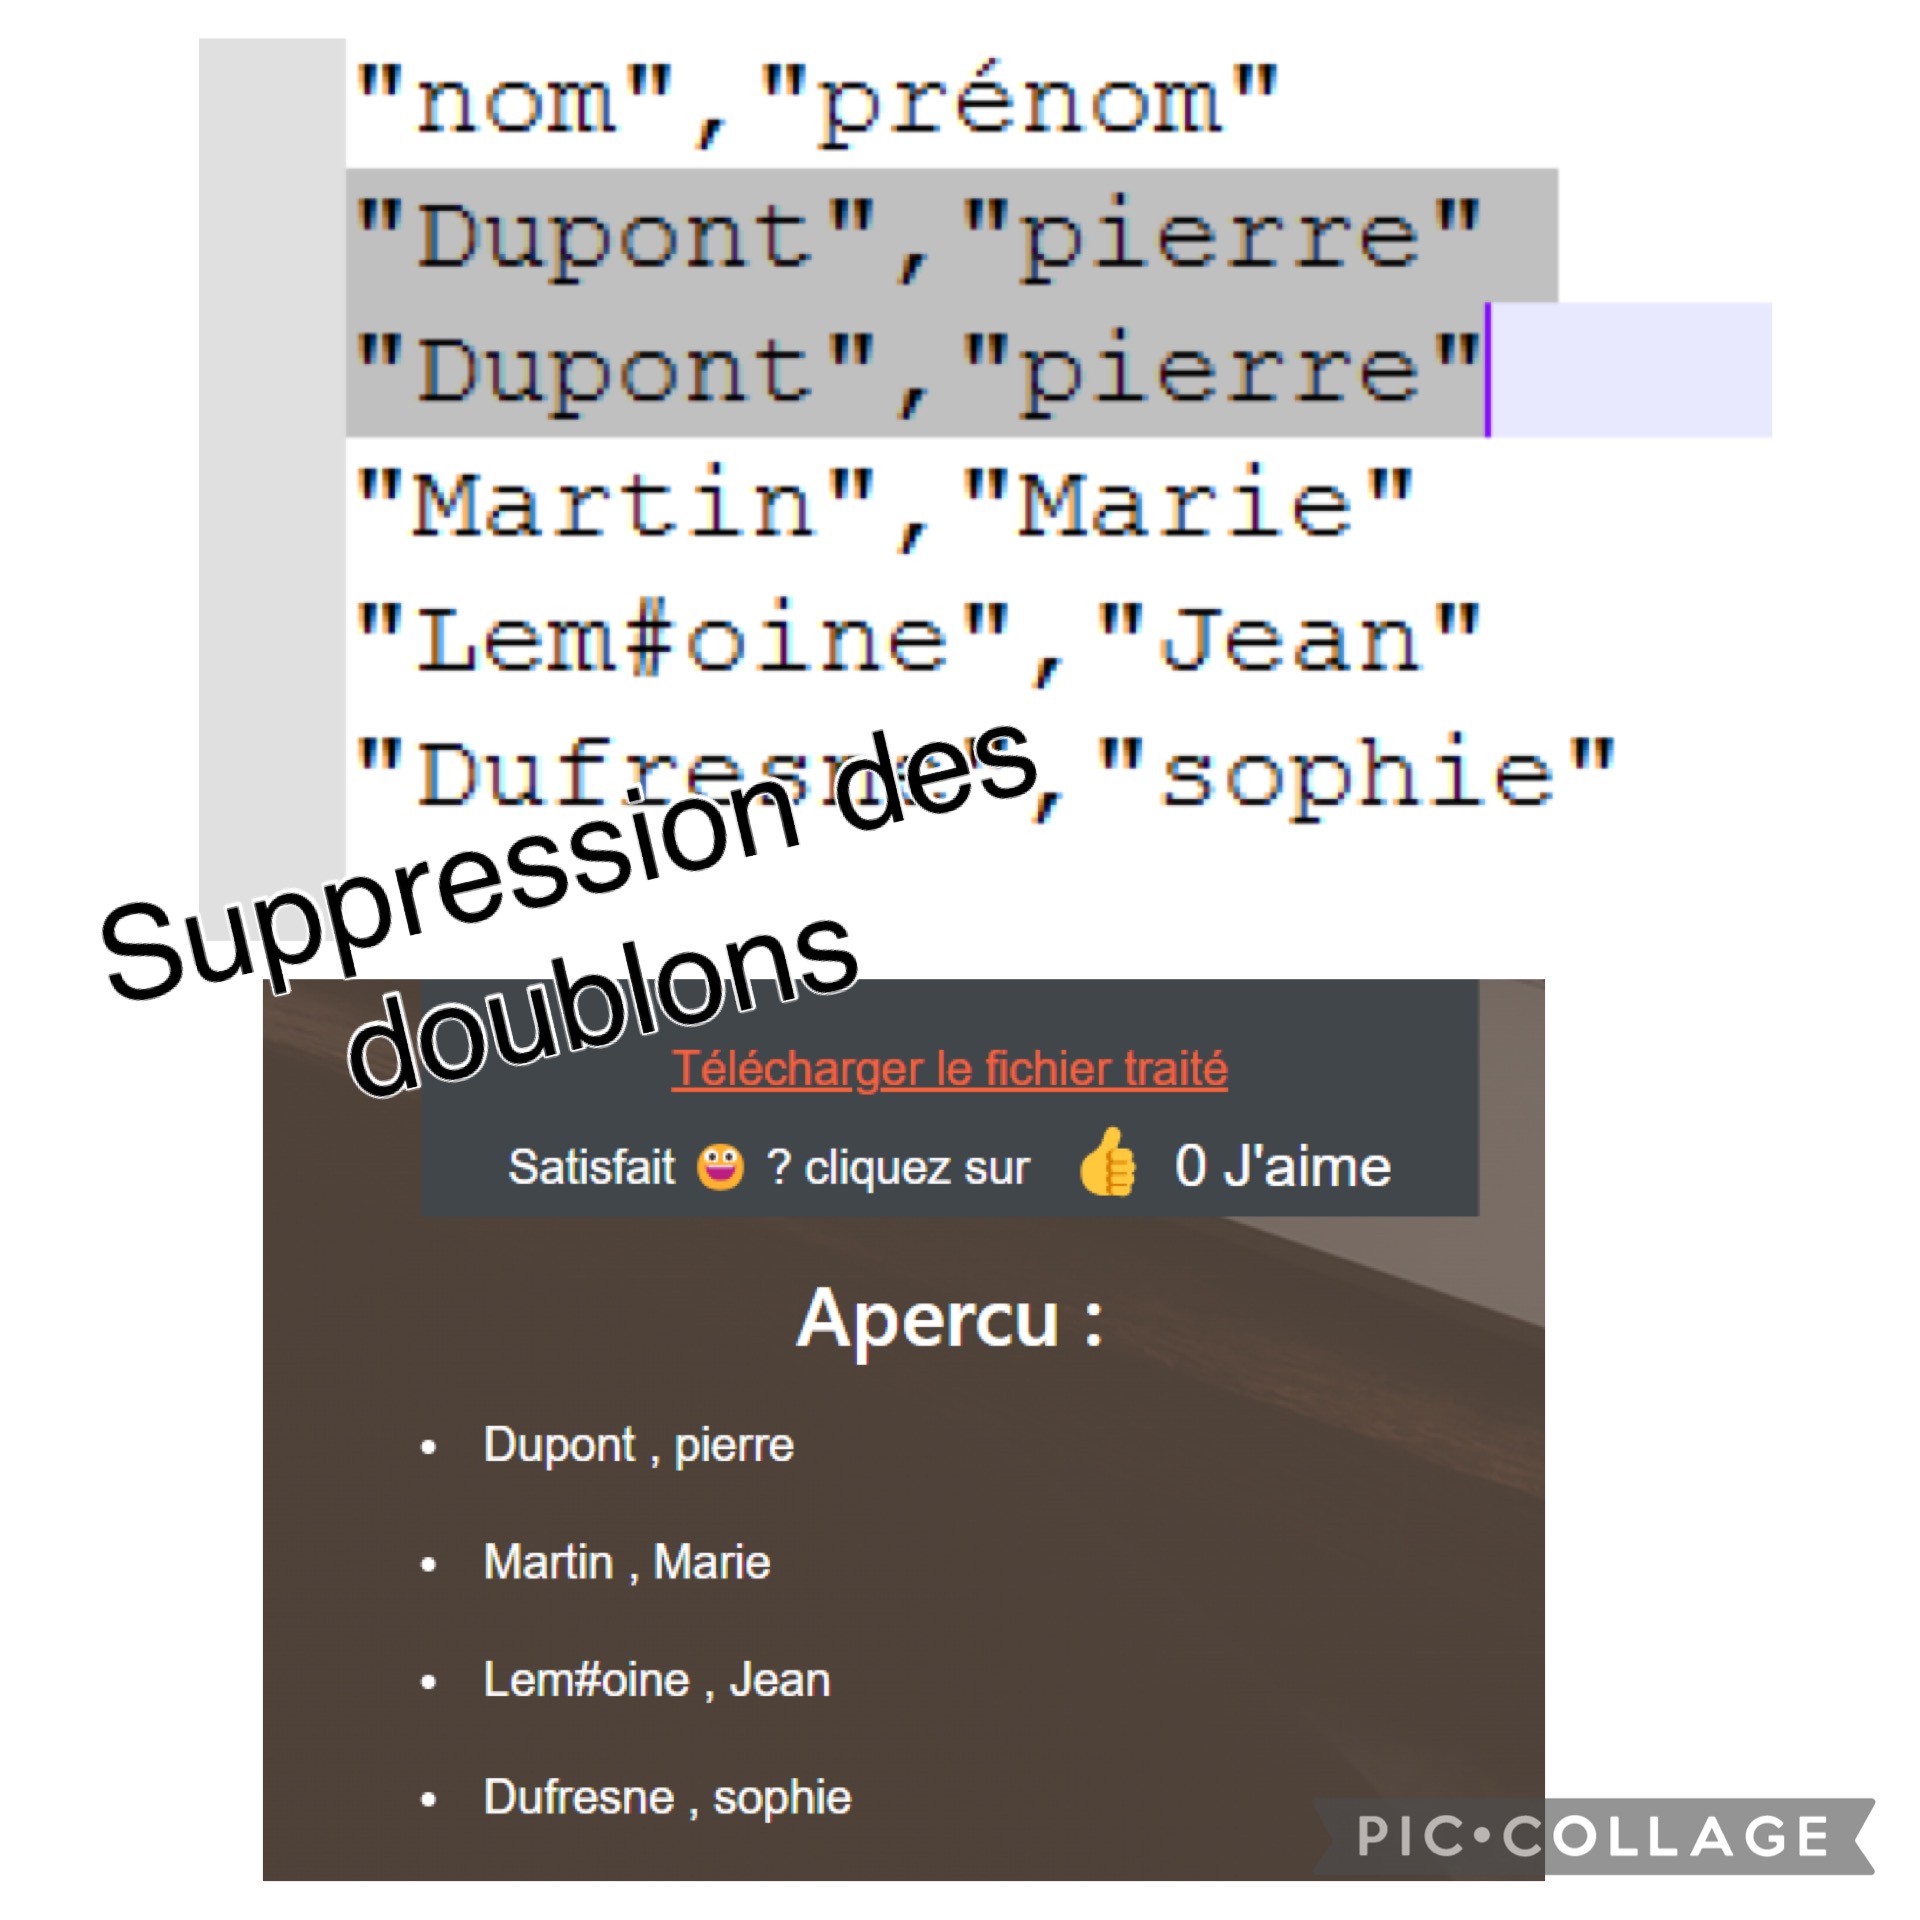 "nom","prénom"
"Dupont","pierre"
"Dupont","pierre"
"Martin","Marie"
"Lem#oine","Jean"
"Dufresne","sophie"
Suppression des
doublons
Télécharger le fichier traité
Satisfait 😀 ? cliquez sur 👍 0 J'aime
Apercu :
• Dupont , pierre
• Martin , Marie
• Lem#oine , Jean
• Dufresne , sophie
PIC•COLLAGE